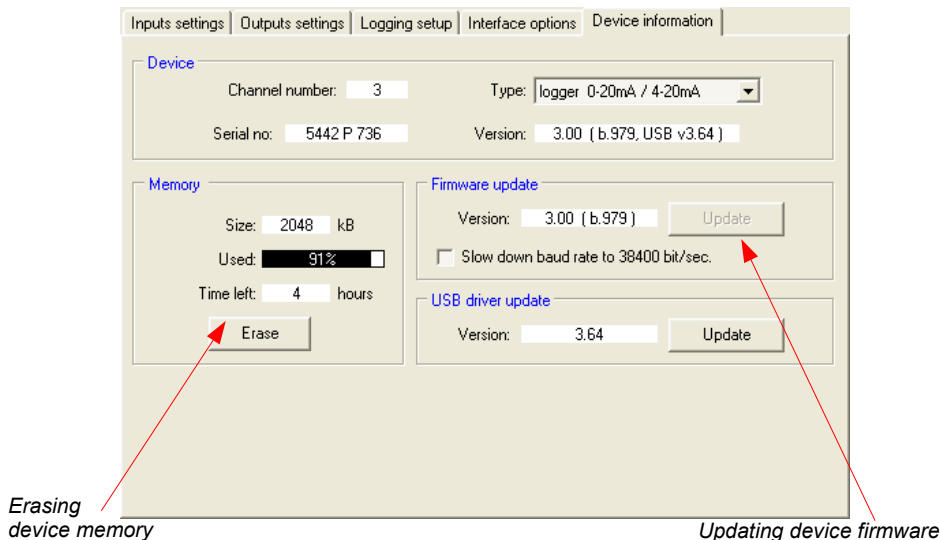 Inputs settings Outputs settings Logging setup Interface options Device information
Device
Channel number: 3 Type: logger 0-20mA / 4-20mA
Serial no: 5442 P 736 Version: 3.00 ( b.979, USB v3.64 )
Memory
Size: 2048 kB
Used: 91%
Time left: 4 hours
Erase
Firmware update
Version: 3.00 ( b.979 ) Update
Slow down baud rate to 38400 bit/sec.
USB driver update
Version: 3.64 Update
Erasing
device memory
Updating device firmware